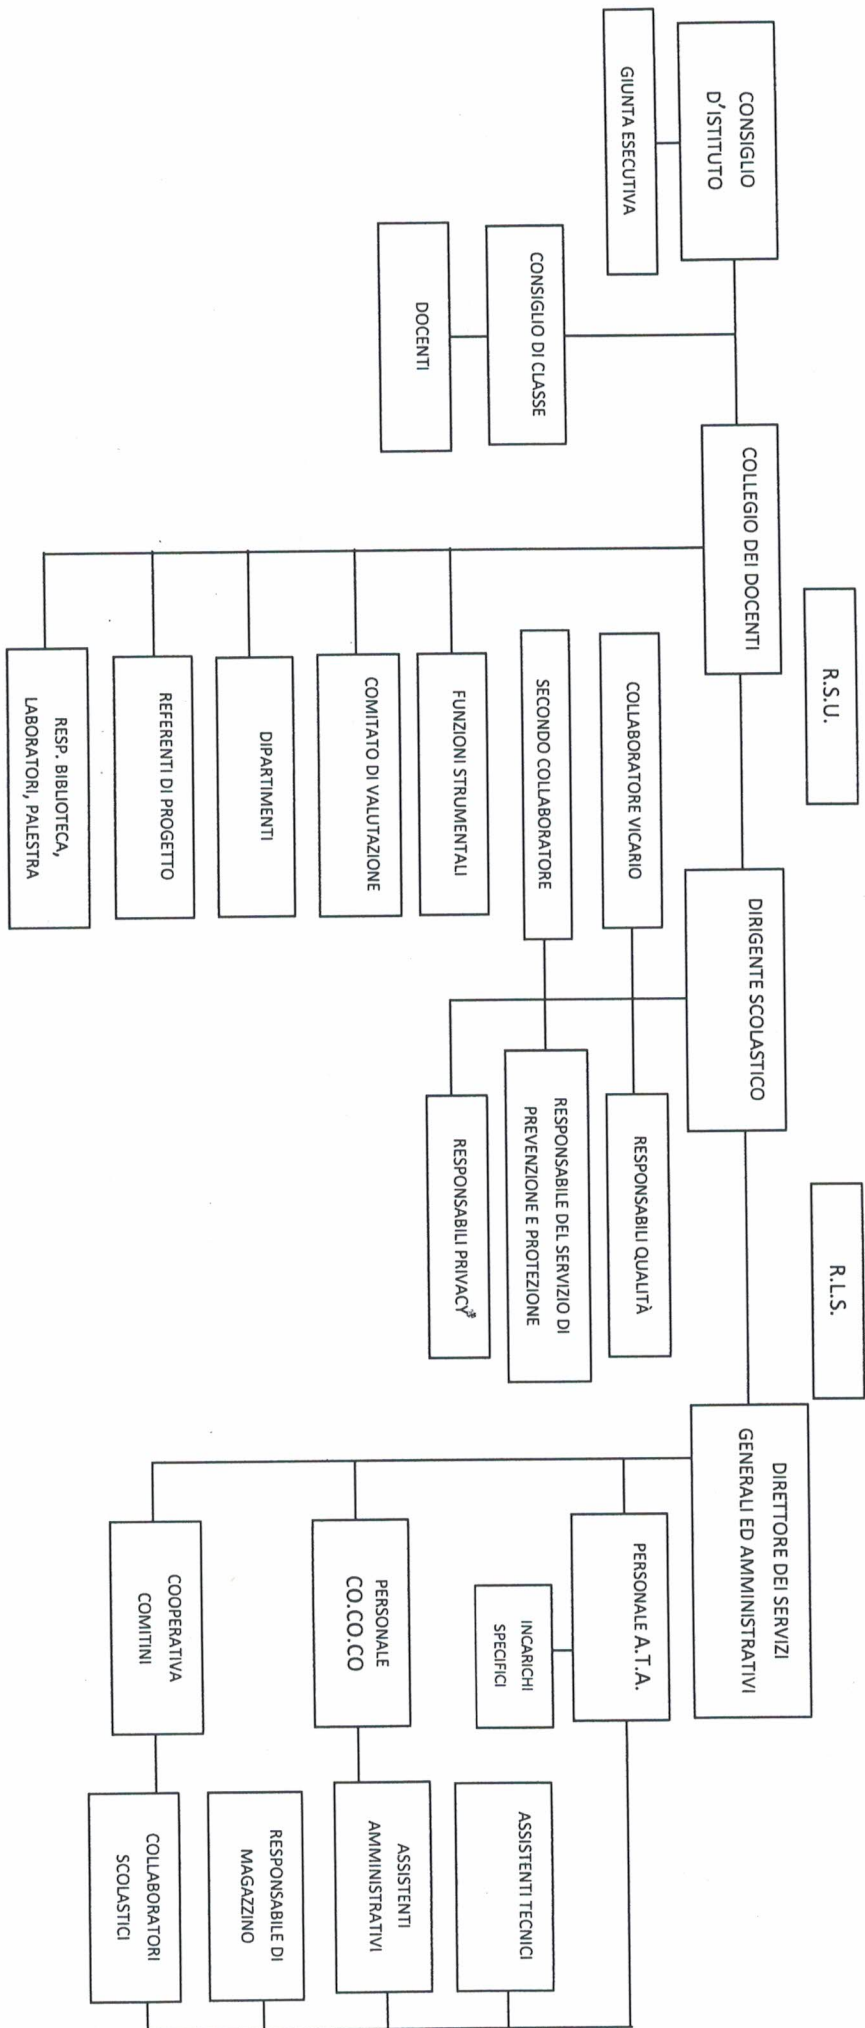 R.S.U.
R.L.S.
CONSIGLIO
D'ISTITUTO
GIUNTA ESECUTIVA
CONSIGLIO DI CLASSE
DOCENTI
COLLEGIO DEI DOCENTI
FUNZIONI STRUMENTALI
COMITATO DI VALUTAZIONE
DIPARTIMENTI
REFERENTI DI PROGETTO
RESP. BIBLIOTECA,
LABORATORI, PALESTRA
DIRIGENTE SCOLASTICO
COLLABORATORE VICARIO
SECONDO COLLABORATORE
RESPONSABILI QUALITÀ
RESPONSABILE DEL SERVIZIO DI
PREVENZIONE E PROTEZIONE
RESPONSABILI PRIVACY
DIRETTORE DEI SERVIZI
GENERALI ED AMMINISTRATIVI
PERSONALE A.T.A.
INCARICHI
SPECIFICI
PERSONALE
CO.CO.CO
COOPERATIVA
COMITINI
ASSISTENTI TECNICI
ASSISTENTI
AMMINISTRATIVI
RESPONSABILE DI
MAGAZZINO
COLLABORATORI
SCOLASTICI